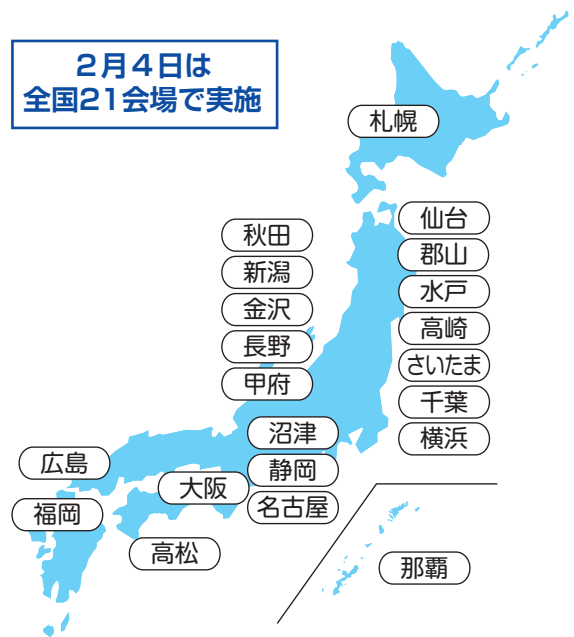 2月4日は
全国21会場で実施
札幌
仙台
郡山
水戸
高崎
さいたま
千葉
横浜
秋田
新潟
金沢
長野
甲府
沼津
静岡
名古屋
大阪
広島
福岡
高松
那覇